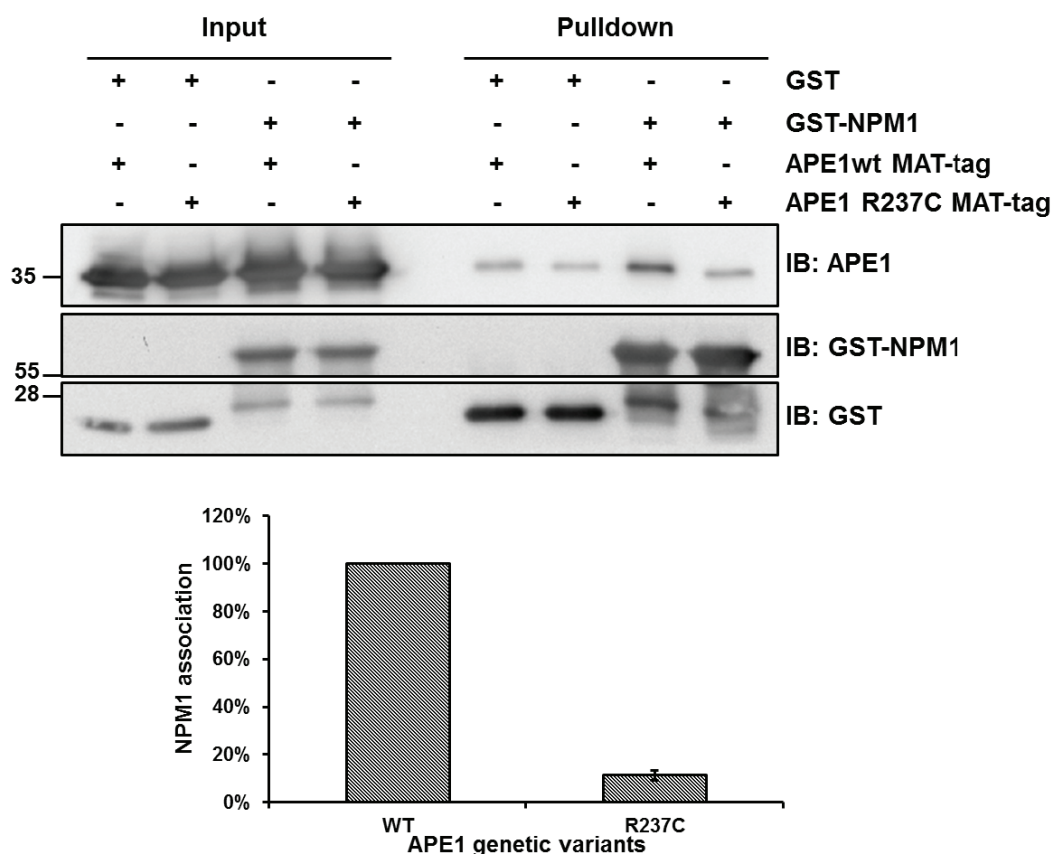 Input Pulldown
+ + - - + + - - GST
- - + + - - + + GST-NPM1
+ - + - + - + - APE1wt MAT-tag
- + - + - + - + APE1 R237C MAT-tag
35 IB: APE1
55 IB: GST-NPM1
28 IB: GST
120%
100%
80%
60%
40%
20%
0%
NPM1 association
WT R237C
APE1 genetic variants